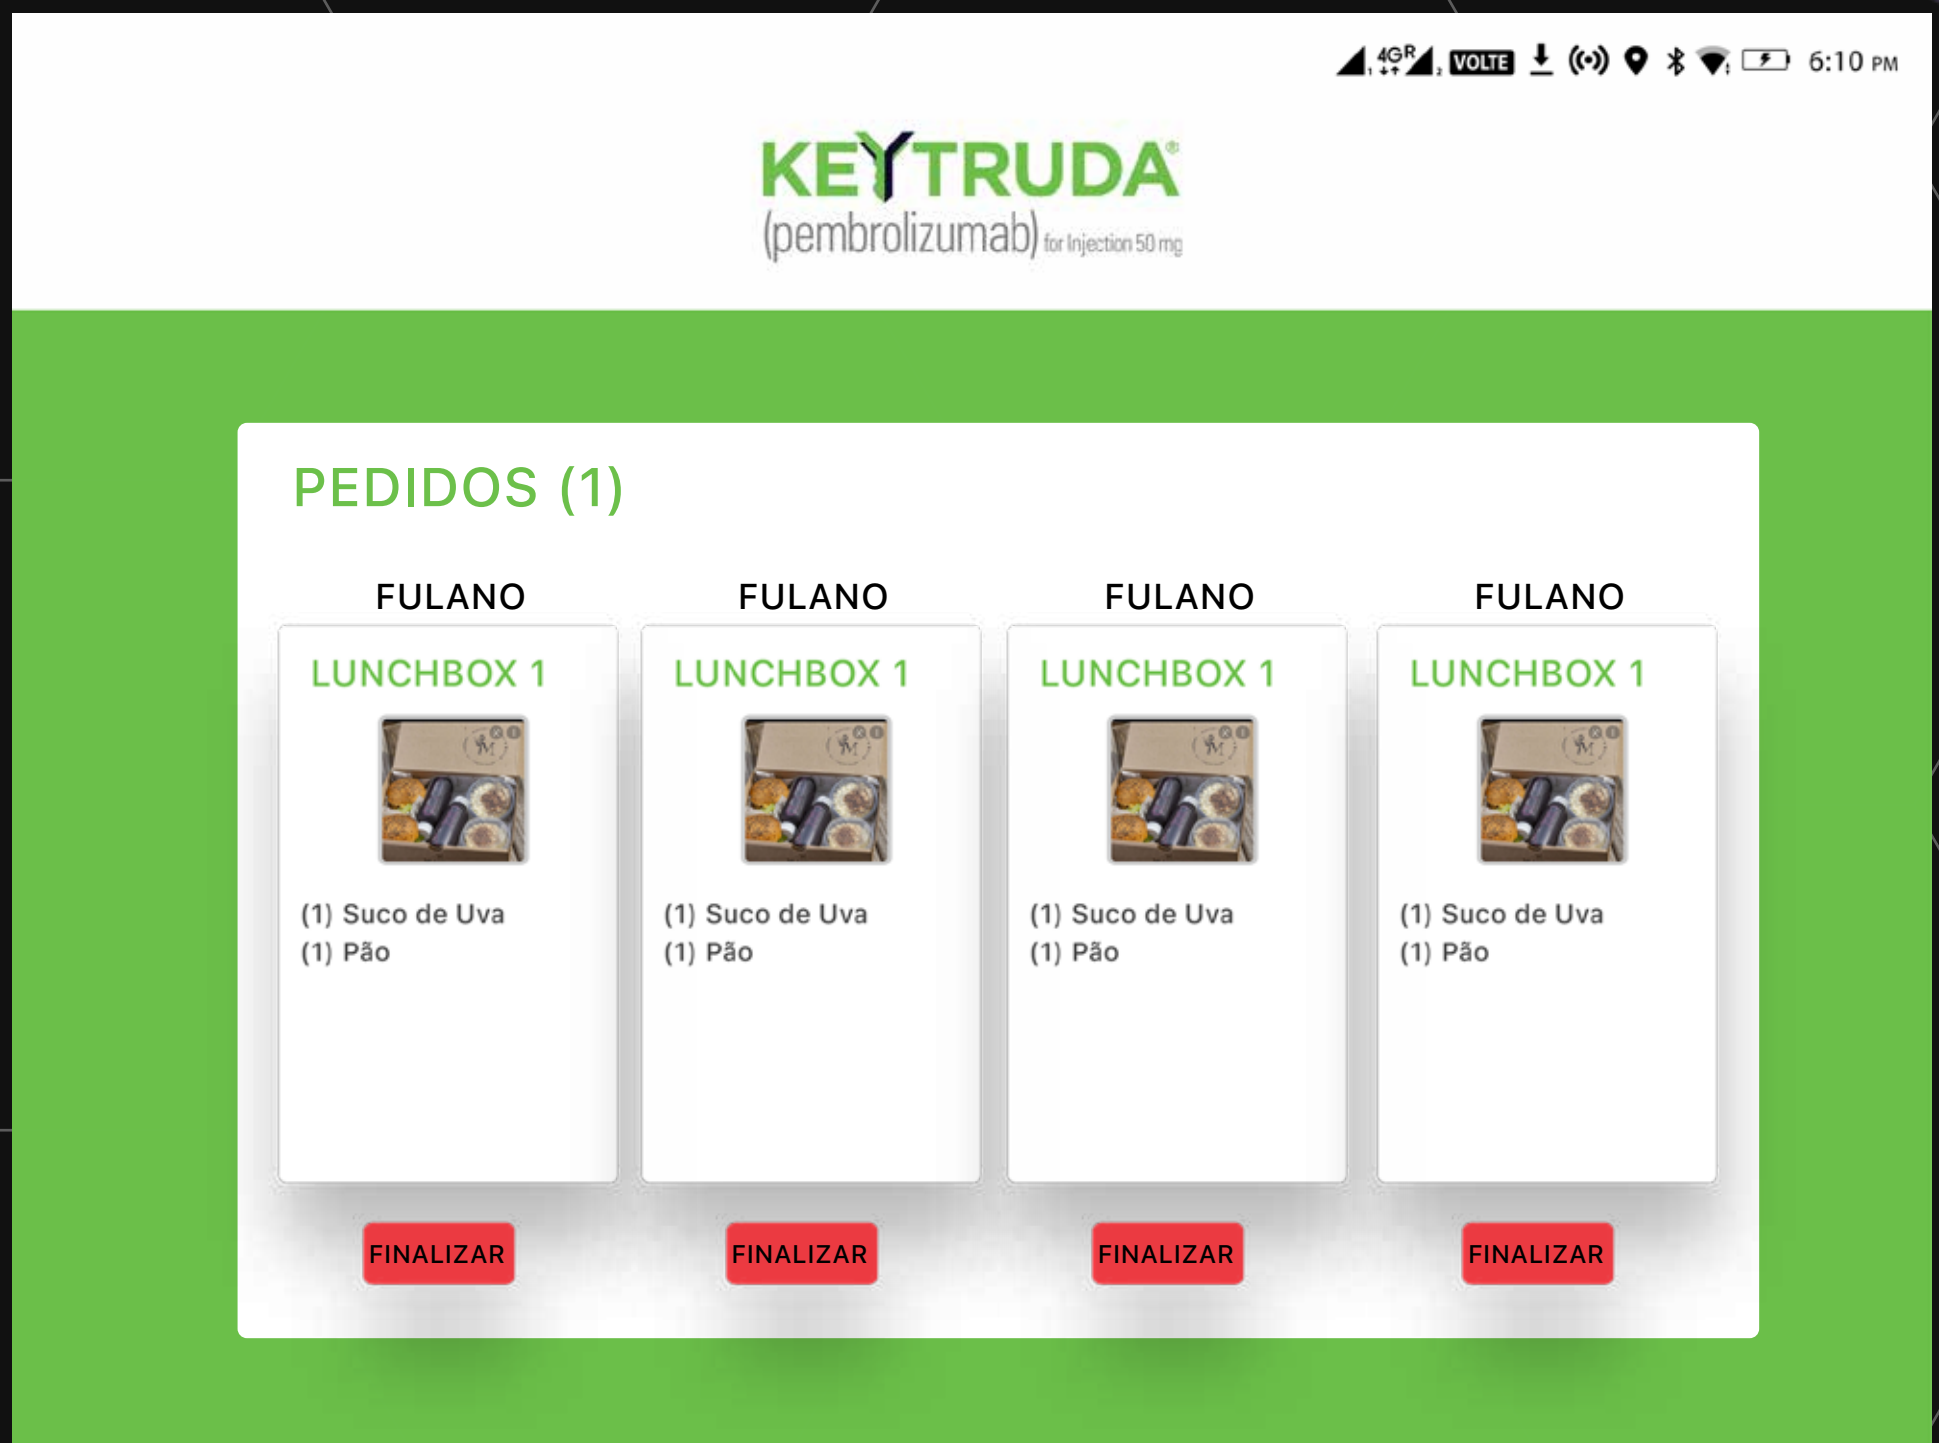 4G R VOLTE 6:10 PM
KEYTRUDA®
(pembrolizumab) for Injection 50 mg
PEDIDOS (1)
FULANO FULANO FULANO FULANO
LUNCHBOX 1 LUNCHBOX 1 LUNCHBOX 1 LUNCHBOX 1
(1) Suco de Uva (1) Suco de Uva (1) Suco de Uva (1) Suco de Uva
(1) Pão (1) Pão (1) Pão (1) Pão
FINALIZAR FINALIZAR FINALIZAR FINALIZAR